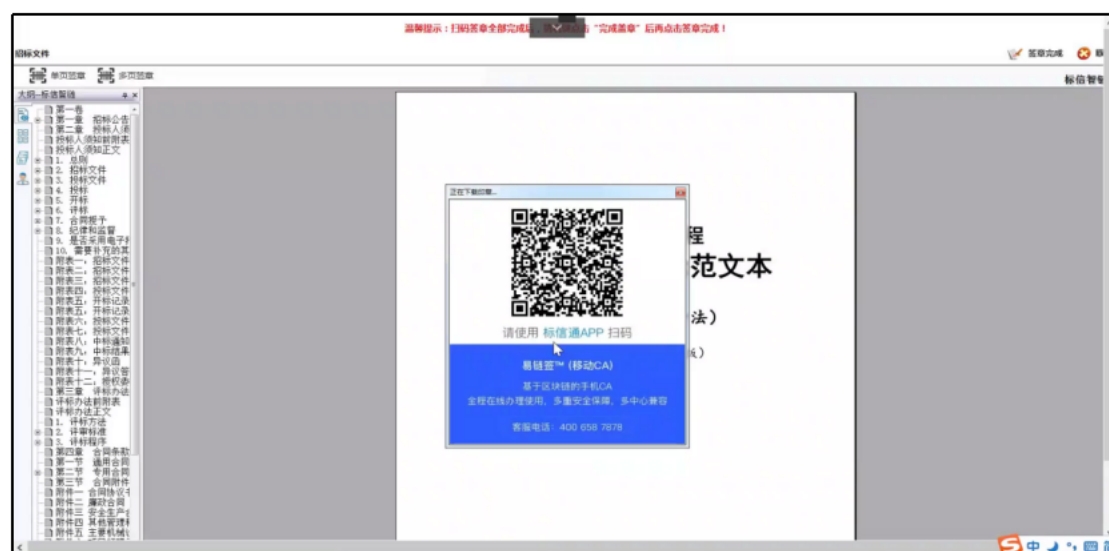 温馨提示：扫码签章全部完成后，
“完成盖章”后再点击签章完成！
招标文件
签章完成
单页签章 多页签章
标信智链
大纲-标信智链
第一卷
第一章 招标公告
第二章 投标人须
投标人须知前附表
投标人须知正文
1. 总则
2. 招标文件
3. 投标文件
4. 投标
5. 开标
6. 评标
7. 合同授予
8. 纪律和监督
9. 是否采用电子招
10. 需要补充的其
附表一：招标文件
附表二：招标文件
附表三：招标文件
附表四：投标文件
附表五：开标记录
附表五：开标记录
附表六：投标文件
附表七：投标文件
附表八：中标通知
附表九：中标结果
附表十：异议函
附表十一：异议答
附表十二：授权委
第三章 评标办法
评标办法前附表
评标办法正文
1. 评标方法
2. 评审标准
3. 评标程序
第四章 合同条款
第一节 通用合同
第二节 专用合同
第三节 合同附件
附件一 合同协议书
附件二 廉政合同
附件三 安全生产合
附件四 其他管理和
附件五 主要机械设
程
范文本
法）
正在下载印章...
请使用 标信通APP 扫码
易链签™ (移动CA)
基于区块链的手机CA
全程在线办理使用、多重安全保障、多中心兼容
客服电话：400 658 7878
中